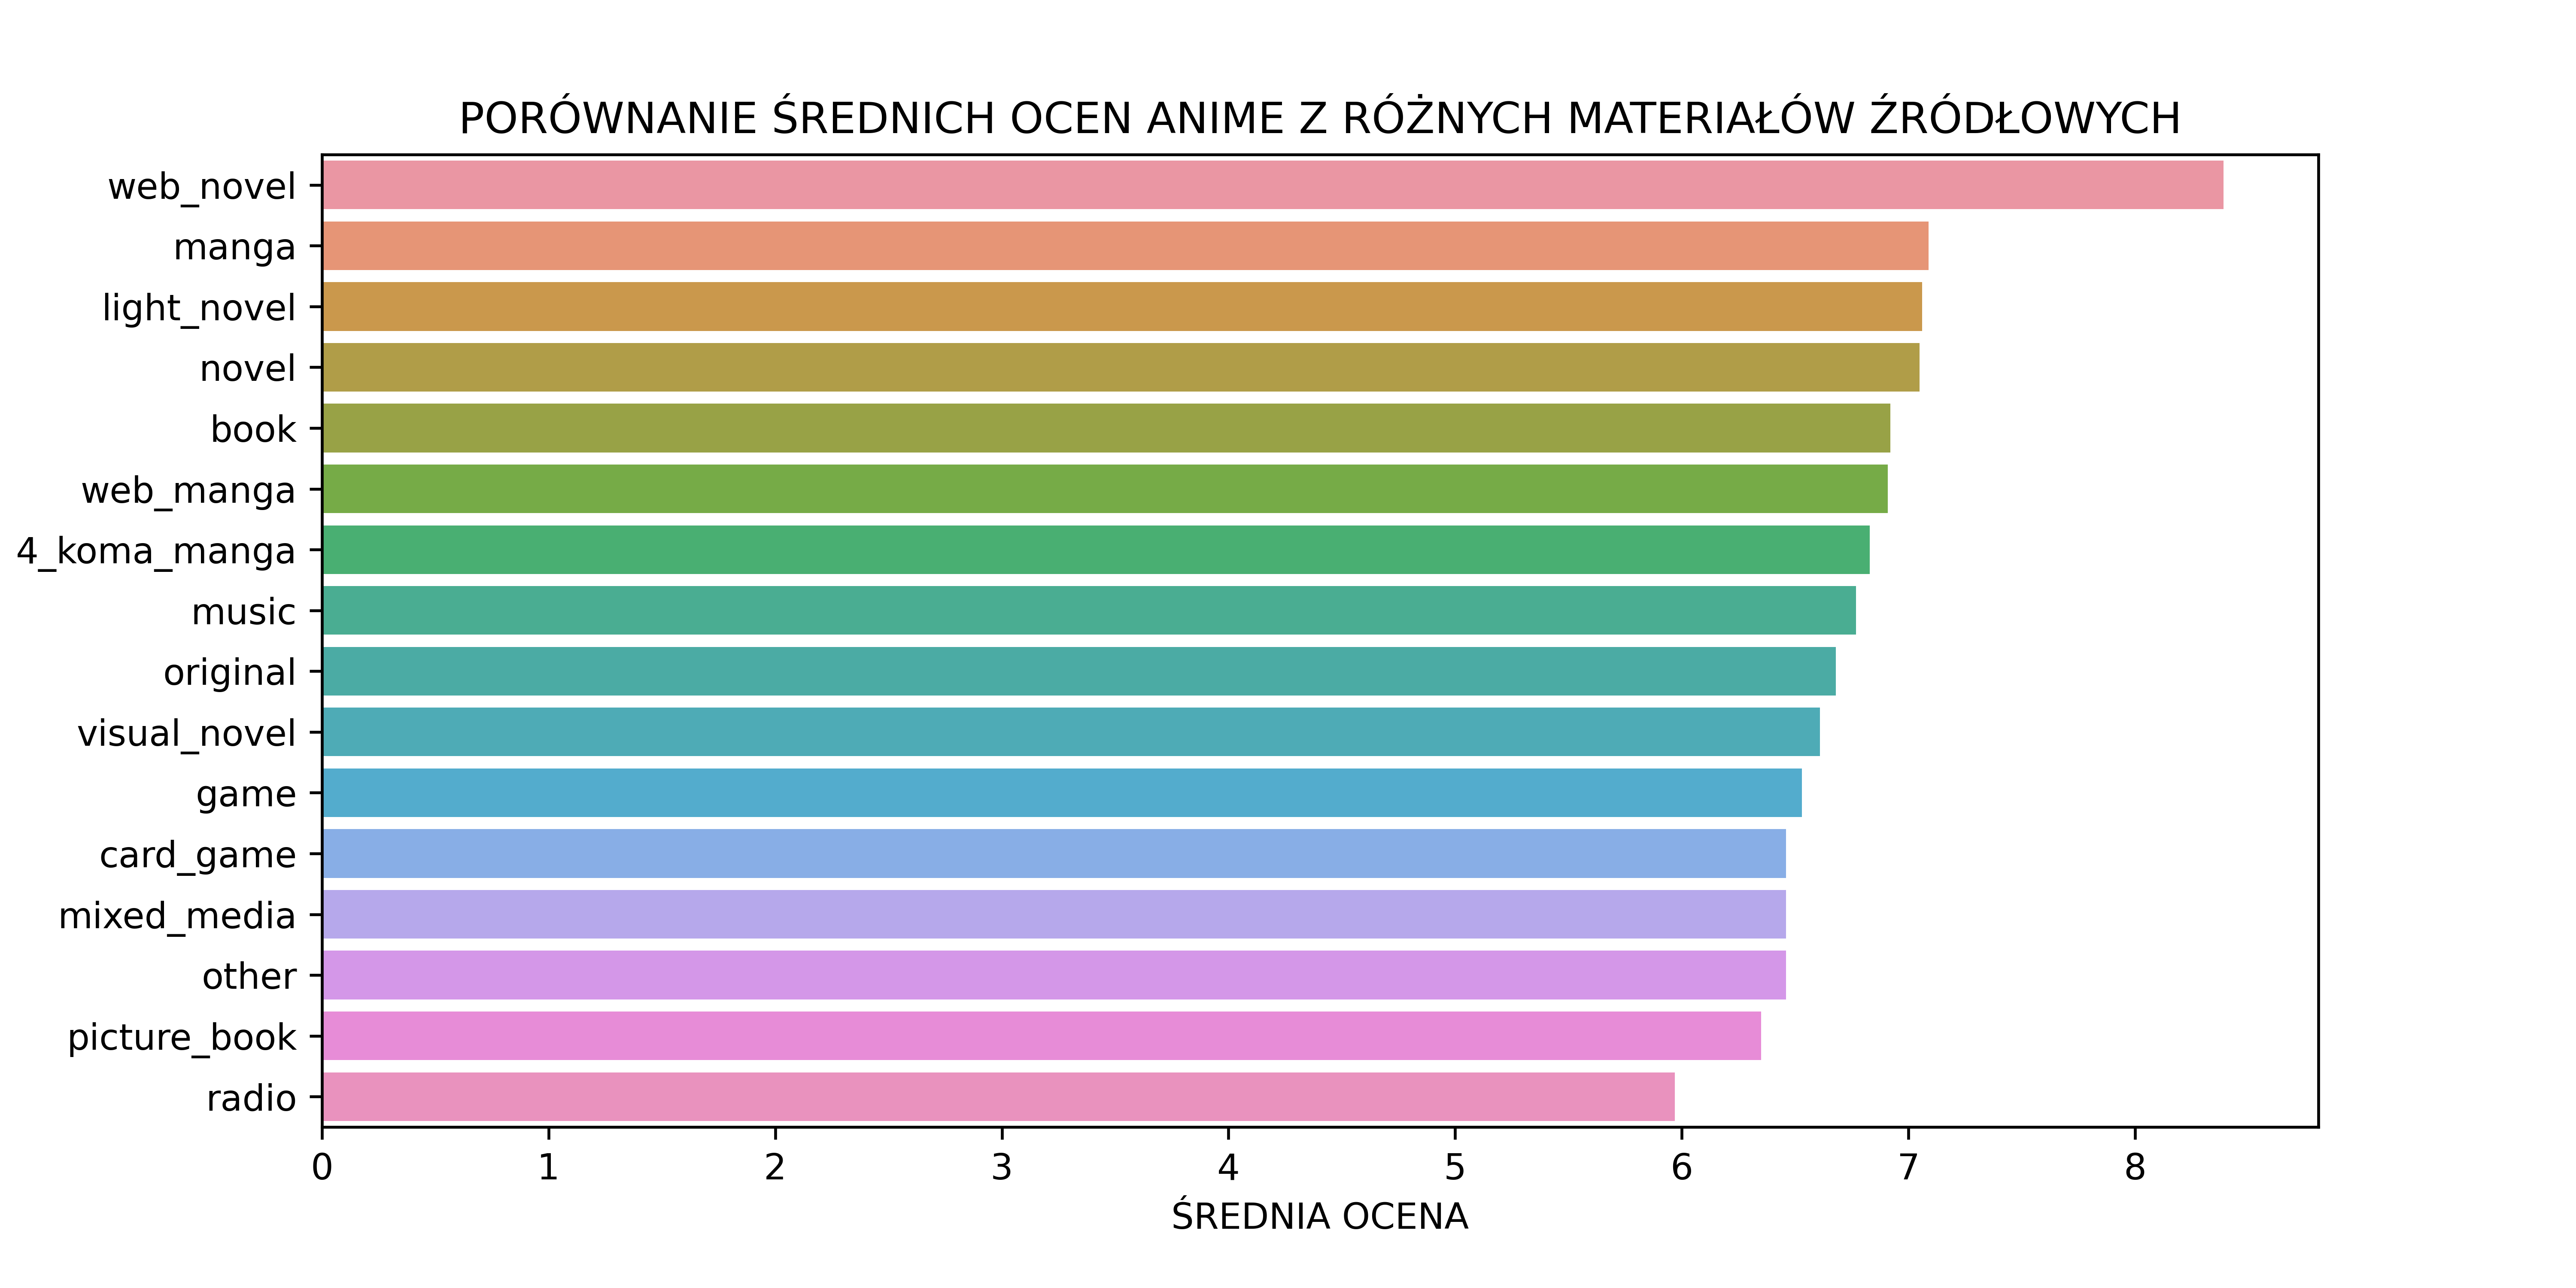 PORÓWNANIE ŚREDNICH OCEN ANIME Z RÓŻNYCH MATERIAŁÓW ŹRÓDŁOWYCH
web_novel
manga
light_novel
novel
book
web_manga
4_koma_manga
music
original
visual_novel
game
card_game
mixed_media
other
picture_book
radio
0 1 2 3 4 5 6 7 8
ŚREDNIA OCENA